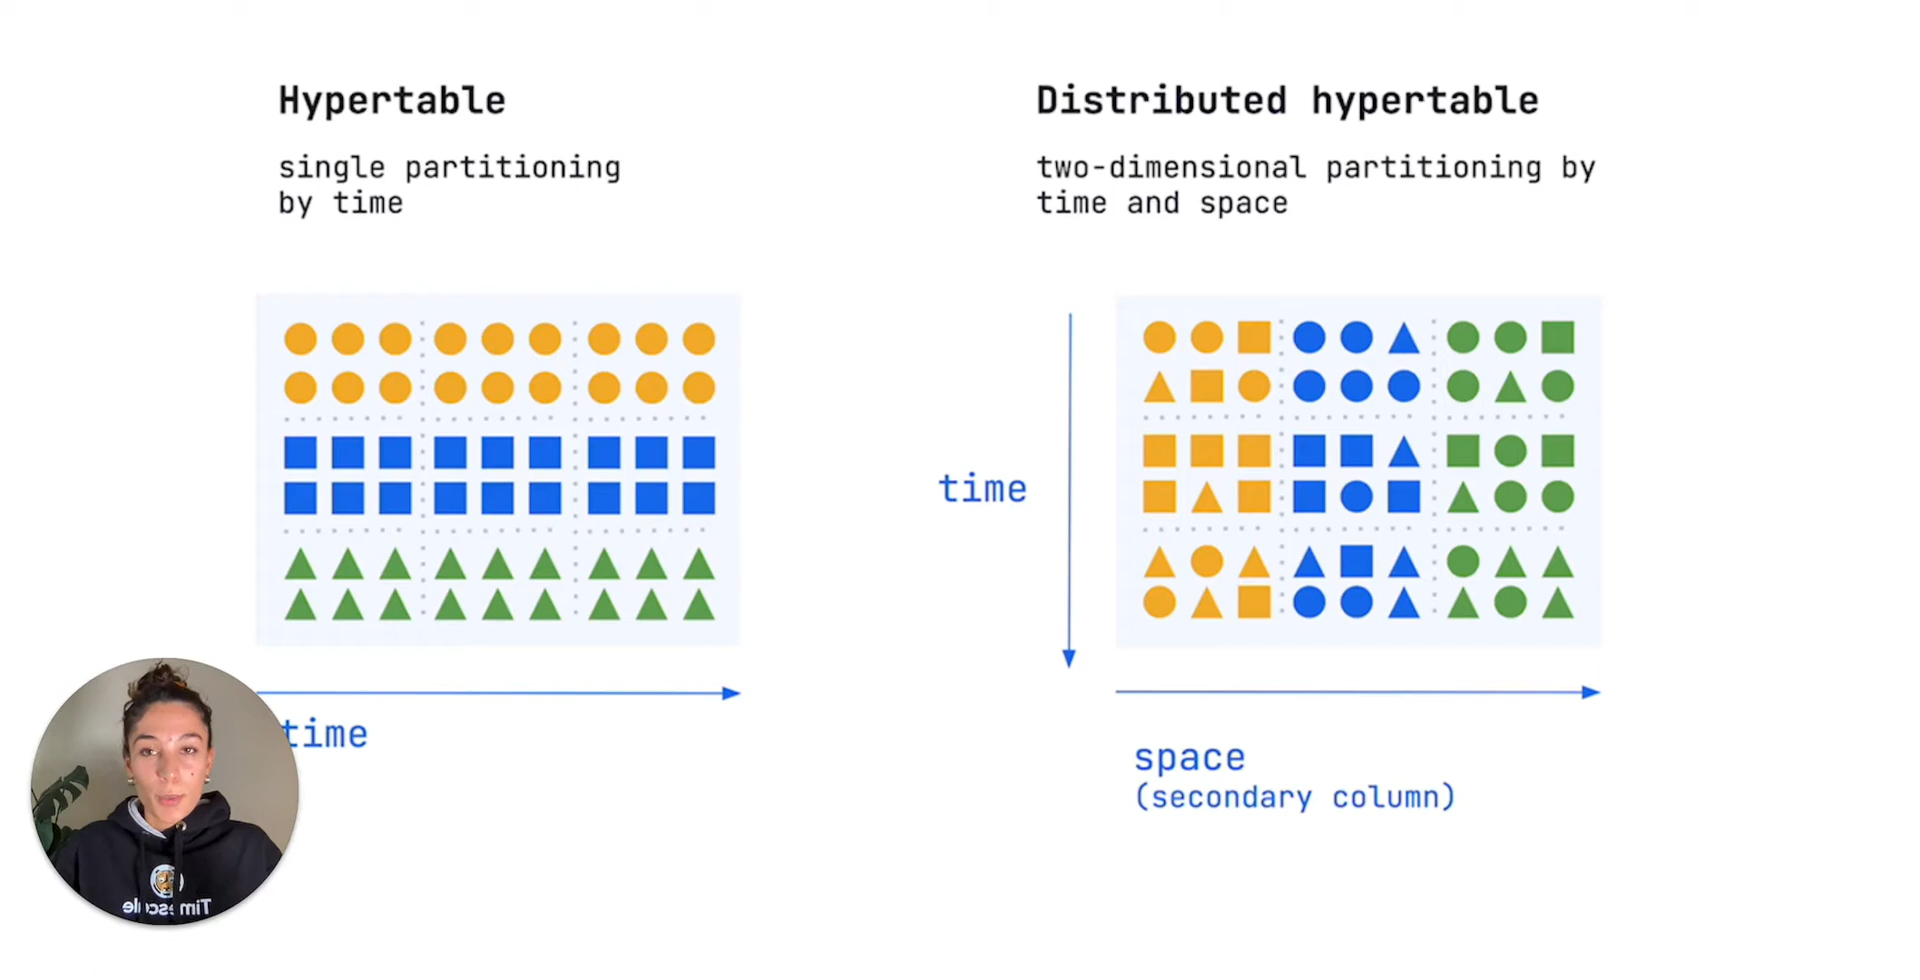 Hypertable
single partitioning
by time
time
Distributed hypertable
two-dimensional partitioning by
time and space
time
space
(secondary column)
Timescale